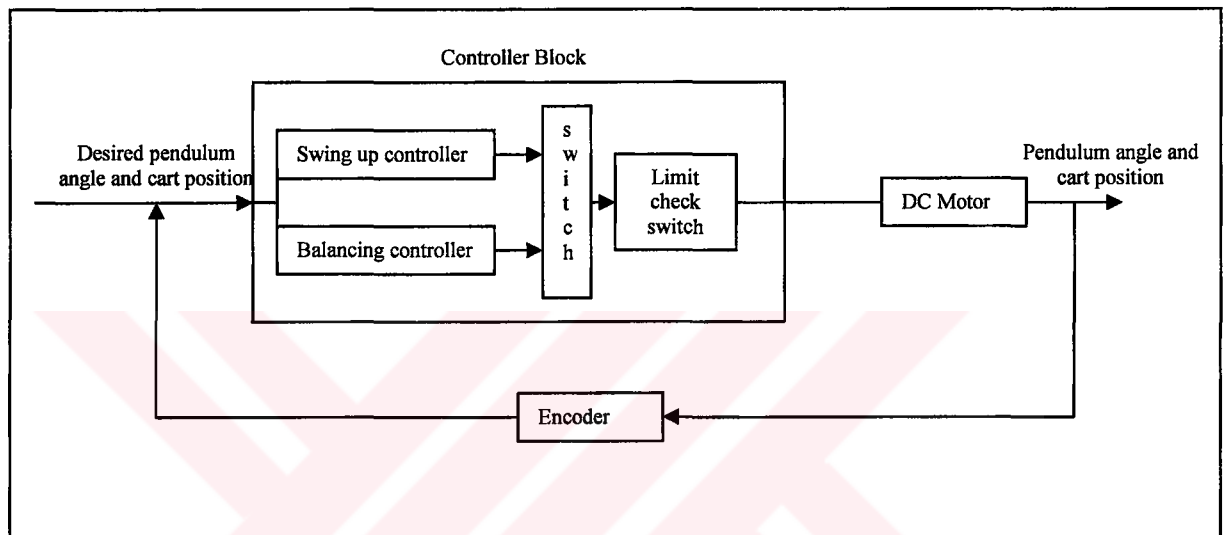 Controller Block
Desired pendulum
angle and cart position
Swing up controller
Balancing controller
switch
Limit
check
switch
DC Motor
Pendulum angle and
cart position
Encoder